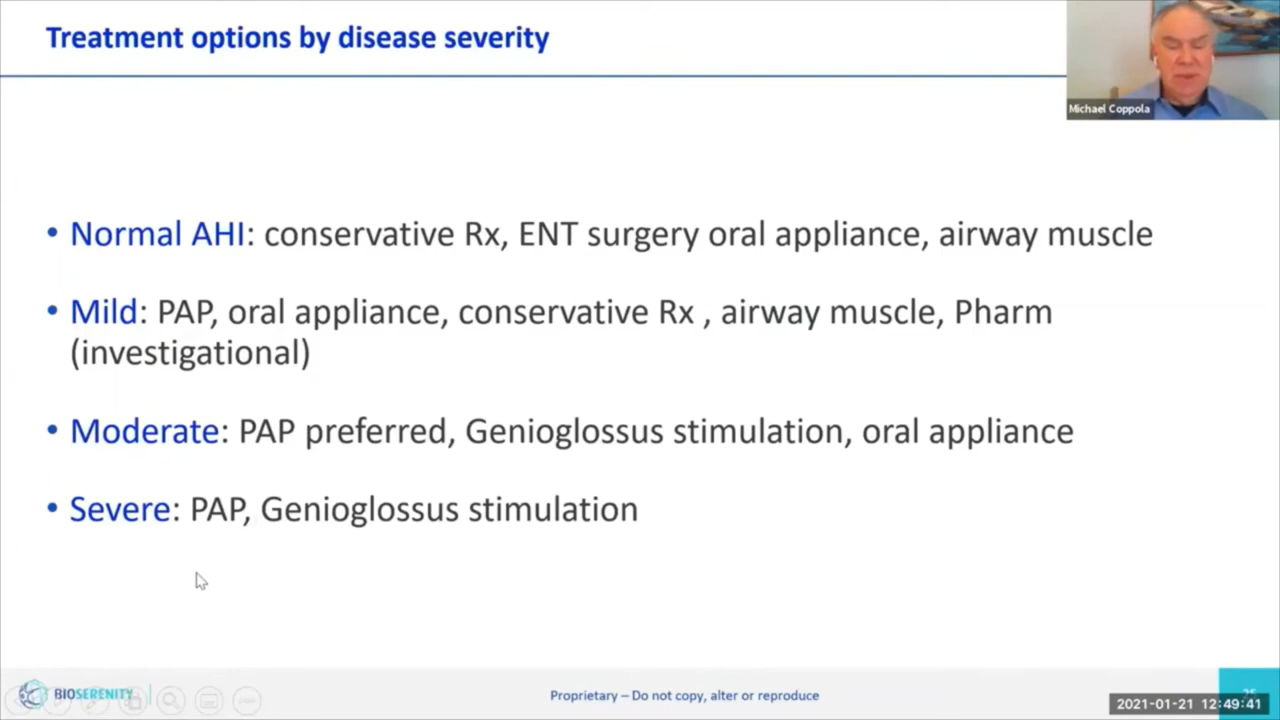 Treatment options by disease severity
Michael Coppola
• Normal AHI: conservative Rx, ENT surgery oral appliance, airway muscle
• Mild: PAP, oral appliance, conservative Rx , airway muscle, Pharm
(investigational)
• Moderate: PAP preferred, Genioglossus stimulation, oral appliance
• Severe: PAP, Genioglossus stimulation
BIOSERENITY
Proprietary – Do not copy, alter or reproduce
2021-01-21 12:49:41